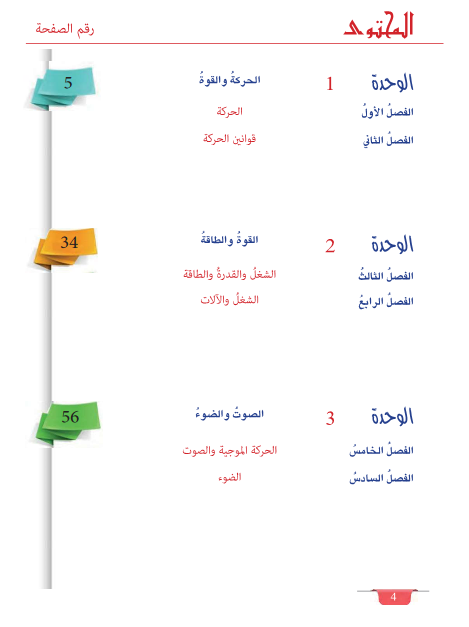 المحتوى رقم الصفحة
الوحدة 1 الحركةُ والقوةُ 5
الفصلُ الأولُ الحركة
الفصلُ الثاني قوانين الحركة
الوحدة 2 القوةُ والطاقةُ 34
الفصلُ الثالثُ الشغلُ والقدرةُ والطاقة
الفصلُ الرابعُ الشغلُ والآلات
الوحدة 3 الصوتُ والضوءُ 56
الفصلُ الخامسُ الحركة الموجية والصوت
الفصلُ السادسُ الضوء
4